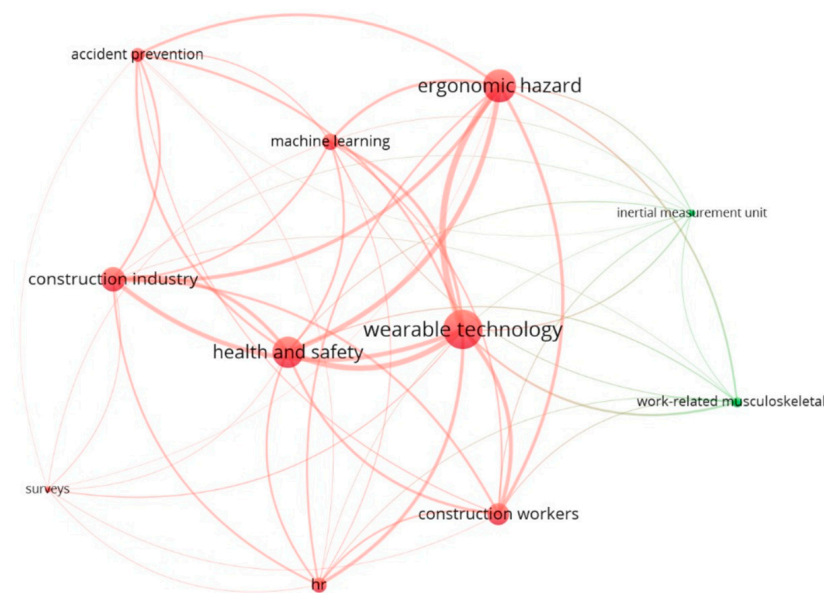 accident prevention
ergonomic hazard
machine learning
inertial measurement unit
construction industry
wearable technology
health and safety
work-related musculoskeletal
surveys
construction workers
hr